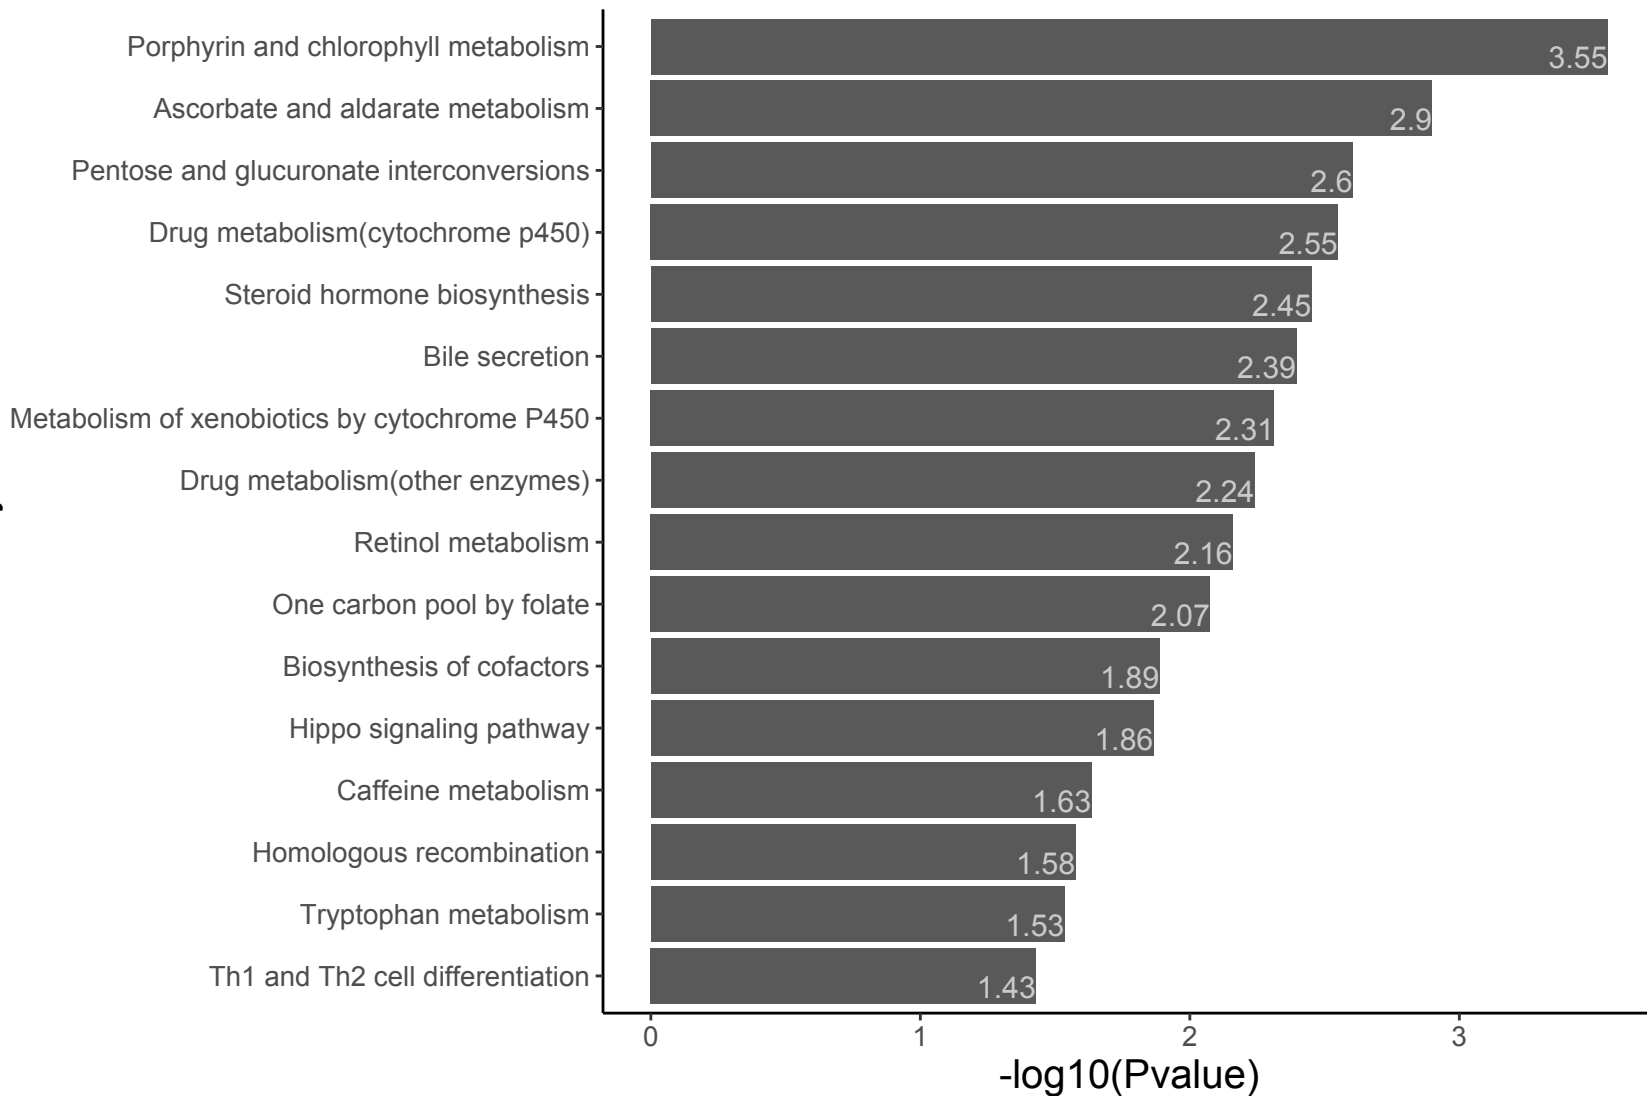 Porphyrin and chlorophyll metabolism 3.55
Ascorbate and aldarate metabolism 2.9
Pentose and glucuronate interconversions 2.6
Drug metabolism(cytochrome p450) 2.55
Steroid hormone biosynthesis 2.45
Bile secretion 2.39
Metabolism of xenobiotics by cytochrome P450 2.31
Drug metabolism(other enzymes) 2.24
Retinol metabolism 2.16
One carbon pool by folate 2.07
Biosynthesis of cofactors 1.89
Hippo signaling pathway 1.86
Caffeine metabolism 1.63
Homologous recombination 1.58
Tryptophan metabolism 1.53
Th1 and Th2 cell differentiation 1.43
0 1 2 3
-log10(Pvalue)